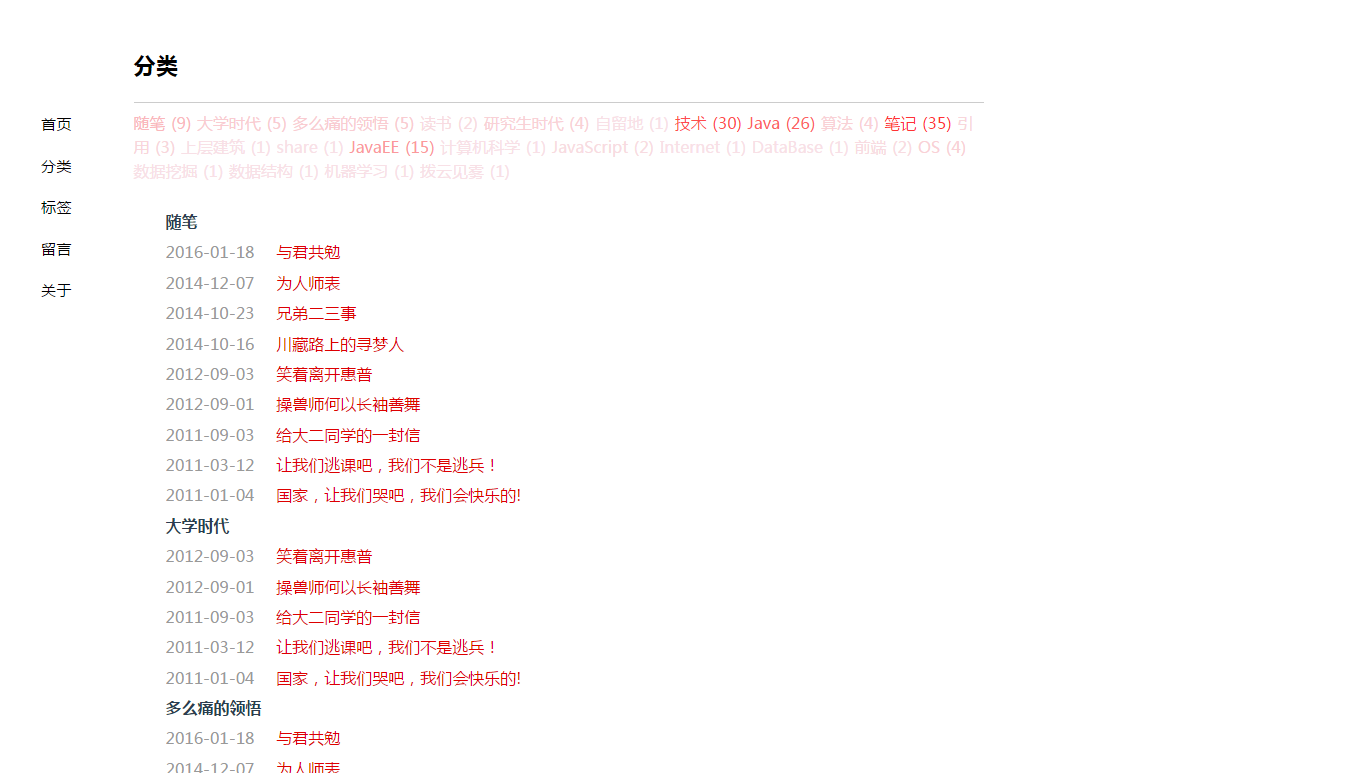 分类
首页
分类
标签
留言
关于
随笔 (9) 大学时代 (5) 多么痛的领悟 (5) 读书 (2) 研究生时代 (4) 自留地 (1) 技术 (30) Java (26) 算法 (4) 笔记 (35) 引
用 (3) 上层建筑 (1) share (1) JavaEE (15) 计算机科学 (1) JavaScript (2) Internet (1) DataBase (1) 前端 (2) OS (4)
数据挖掘 (1) 数据结构 (1) 机器学习 (1) 拨云见雾 (1)
随笔
2016-01-18 与君共勉
2014-12-07 为人师表
2014-10-23 兄弟二三事
2014-10-16 川藏路上的寻梦人
2012-09-03 笑着离开惠普
2012-09-01 操兽师何以长袖善舞
2011-09-03 给大二同学的一封信
2011-03-12 让我们逃课吧，我们不是逃兵！
2011-01-04 国家，让我们哭吧，我们会快乐的!
大学时代
2012-09-03 笑着离开惠普
2012-09-01 操兽师何以长袖善舞
2011-09-03 给大二同学的一封信
2011-03-12 让我们逃课吧，我们不是逃兵！
2011-01-04 国家，让我们哭吧，我们会快乐的!
多么痛的领悟
2016-01-18 与君共勉
2014-12-07 为人师表